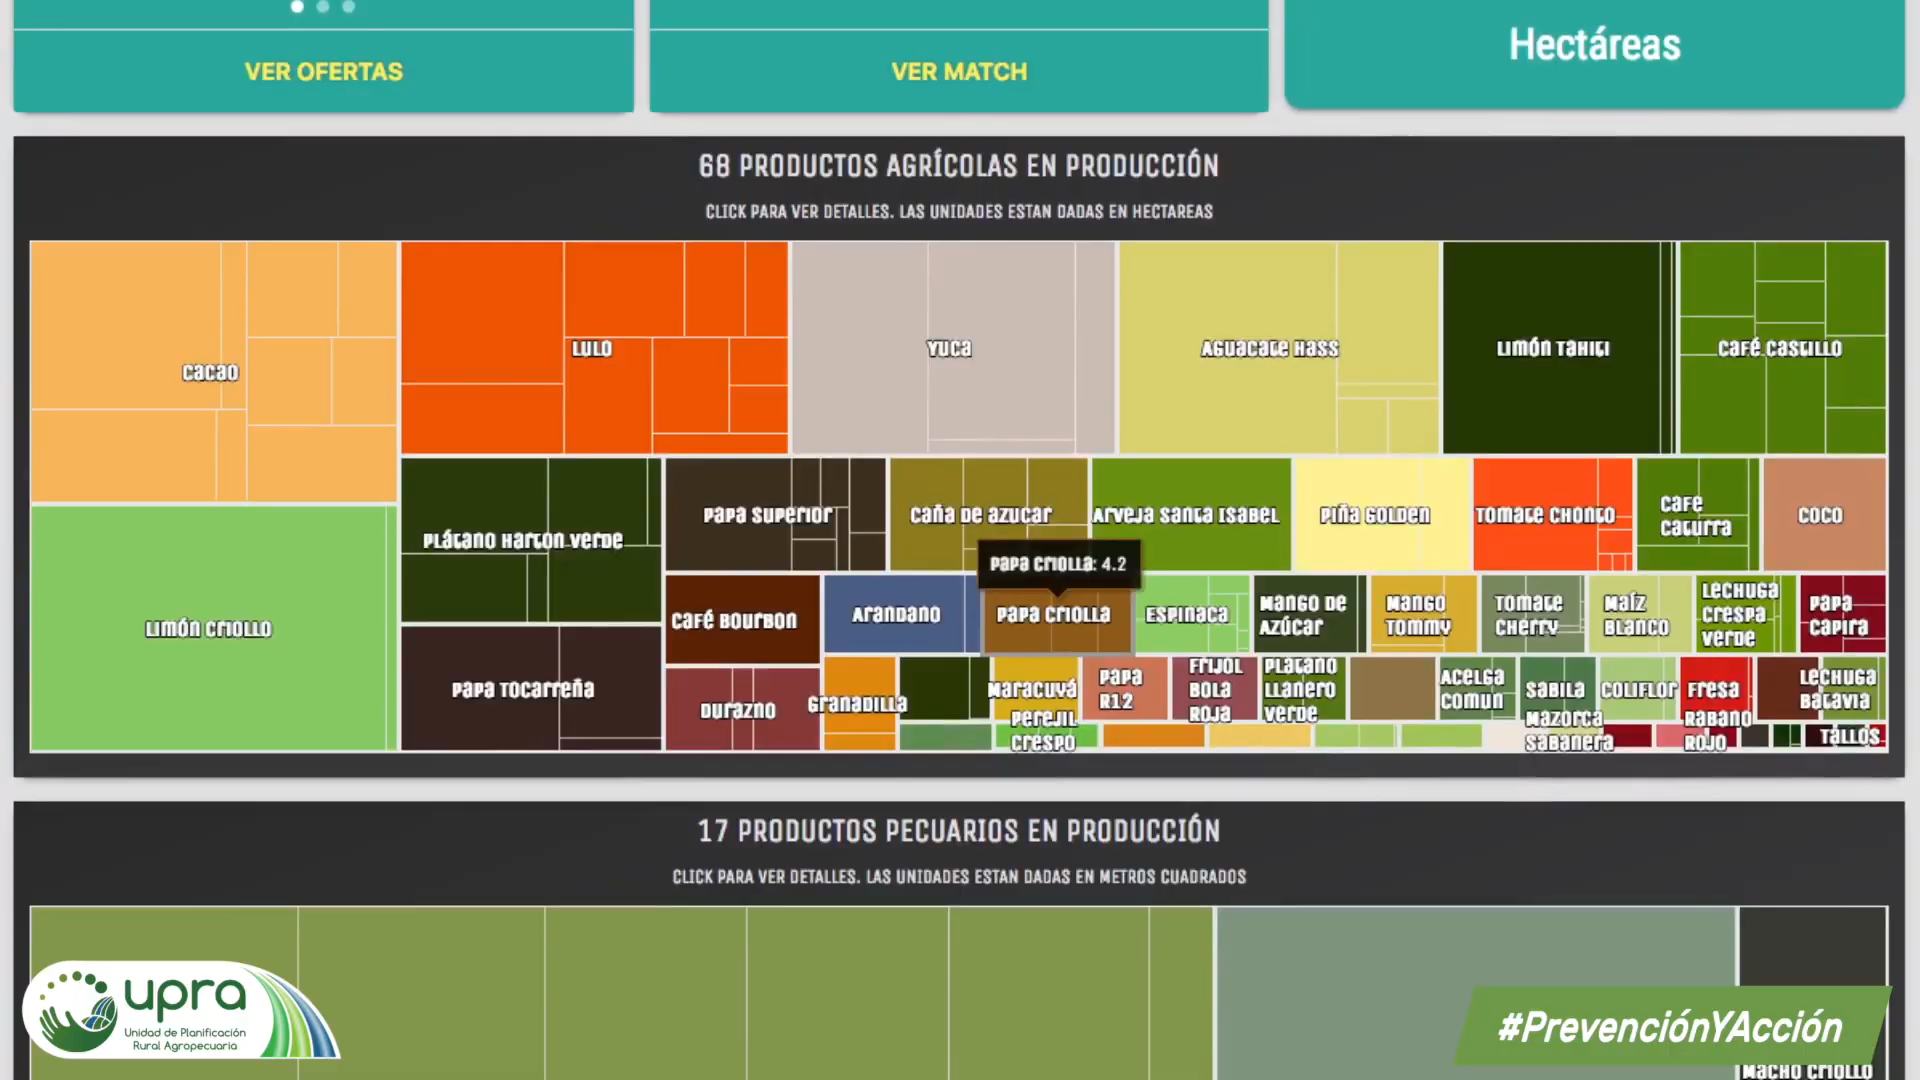 VER OFERTAS
VER MATCH
Hectáreas
68 PRODUCTOS AGRÍCOLAS EN PRODUCCIÓN
CLICK PARA VER DETALLES. LAS UNIDADES ESTAN DADAS EN HECTAREAS
CACAO
LULO
YUCA
AGUACATE HASS
LIMÓN TAHITI
CAFÉ CASTILLO
LIMÓN CRIOLLO
PLÁTANO HARTON VERDE
PAPA SUPERIOR
CAÑA DE AZUCAR
ARVEJA SANTA ISABEL
PIÑA GOLDEN
TOMATE CHONTO
CAFE
CATURRA
COCO
PAPA CRIOLLA: 4.2
CAFÉ BOURBON
ARANDANO
PAPA CRIOLLA
ESPINACA
MANGO DE
AZÚCAR
MANGO
TOMMY
TOMATE
CHERRY
MAÍZ
BLANCO
LECHUGA
CRESPA
VERDE
PAPA
CAPIRA
PAPA TOCARREÑA
DURAZNO
GRANADILLA
MARACUYÁ
PAPA
R12
FRIJOL
BOLA
ROJA
PLATANO
LLANERO
VERDE
ACELGA
COMUN
SABILA
COLIFLOR
FRESA
LECHUGA
BATAVIA
PEREJIL
CRESPO
MAZORCA
SABANERA
RABANO
ROJO
TALLOS
17 PRODUCTOS PECUARIOS EN PRODUCCIÓN
CLICK PARA VER DETALLES. LAS UNIDADES ESTAN DADAS EN METROS CUADRADOS
upra
Unidad de Planificación
Rural Agropecuaria
#PrevenciónYAcción
MACHO CRIOLLO